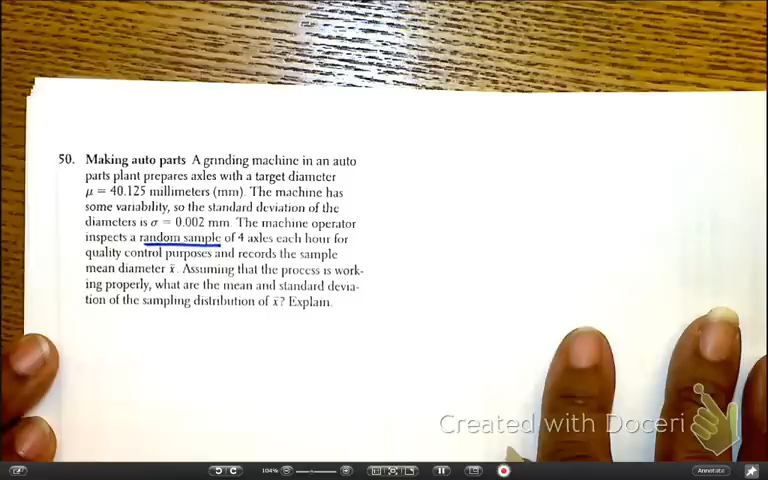 50. Making auto parts A grinding machine in an auto
parts plant prepares axles with a target diameter
μ = 40.125 millimeters (mm). The machine has
some variability, so the standard deviation of the
diameters is σ = 0.002 mm. The machine operator
inspects a random sample of 4 axles each hour for
quality control purposes and records the sample
mean diameter x̄. Assuming that the process is work-
ing properly, what are the mean and standard devia-
tion of the sampling distribution of x̄? Explain.
Created with Doceri
104%
Annotate